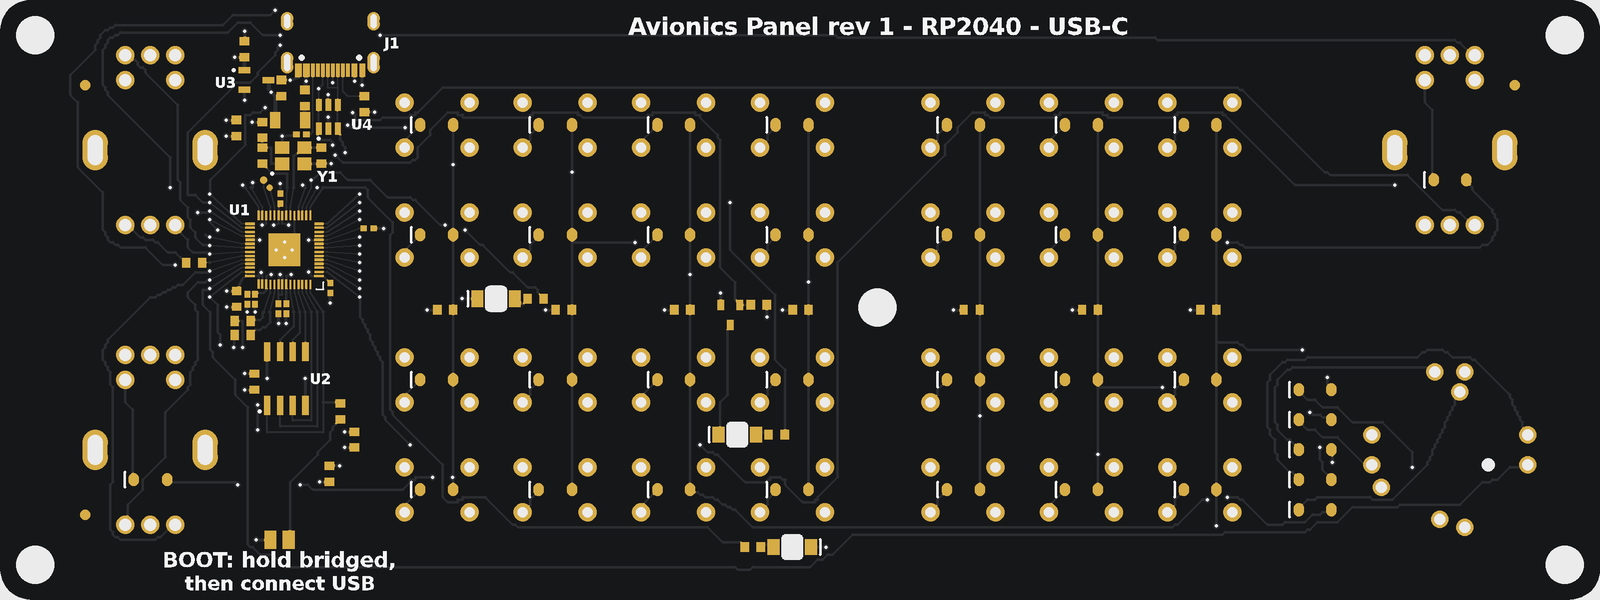 Avionics Panel rev 1 - RP2040 - USB-C
J1
U3
U4
Y1
U1
U2
BOOT: hold bridged,
then connect USB